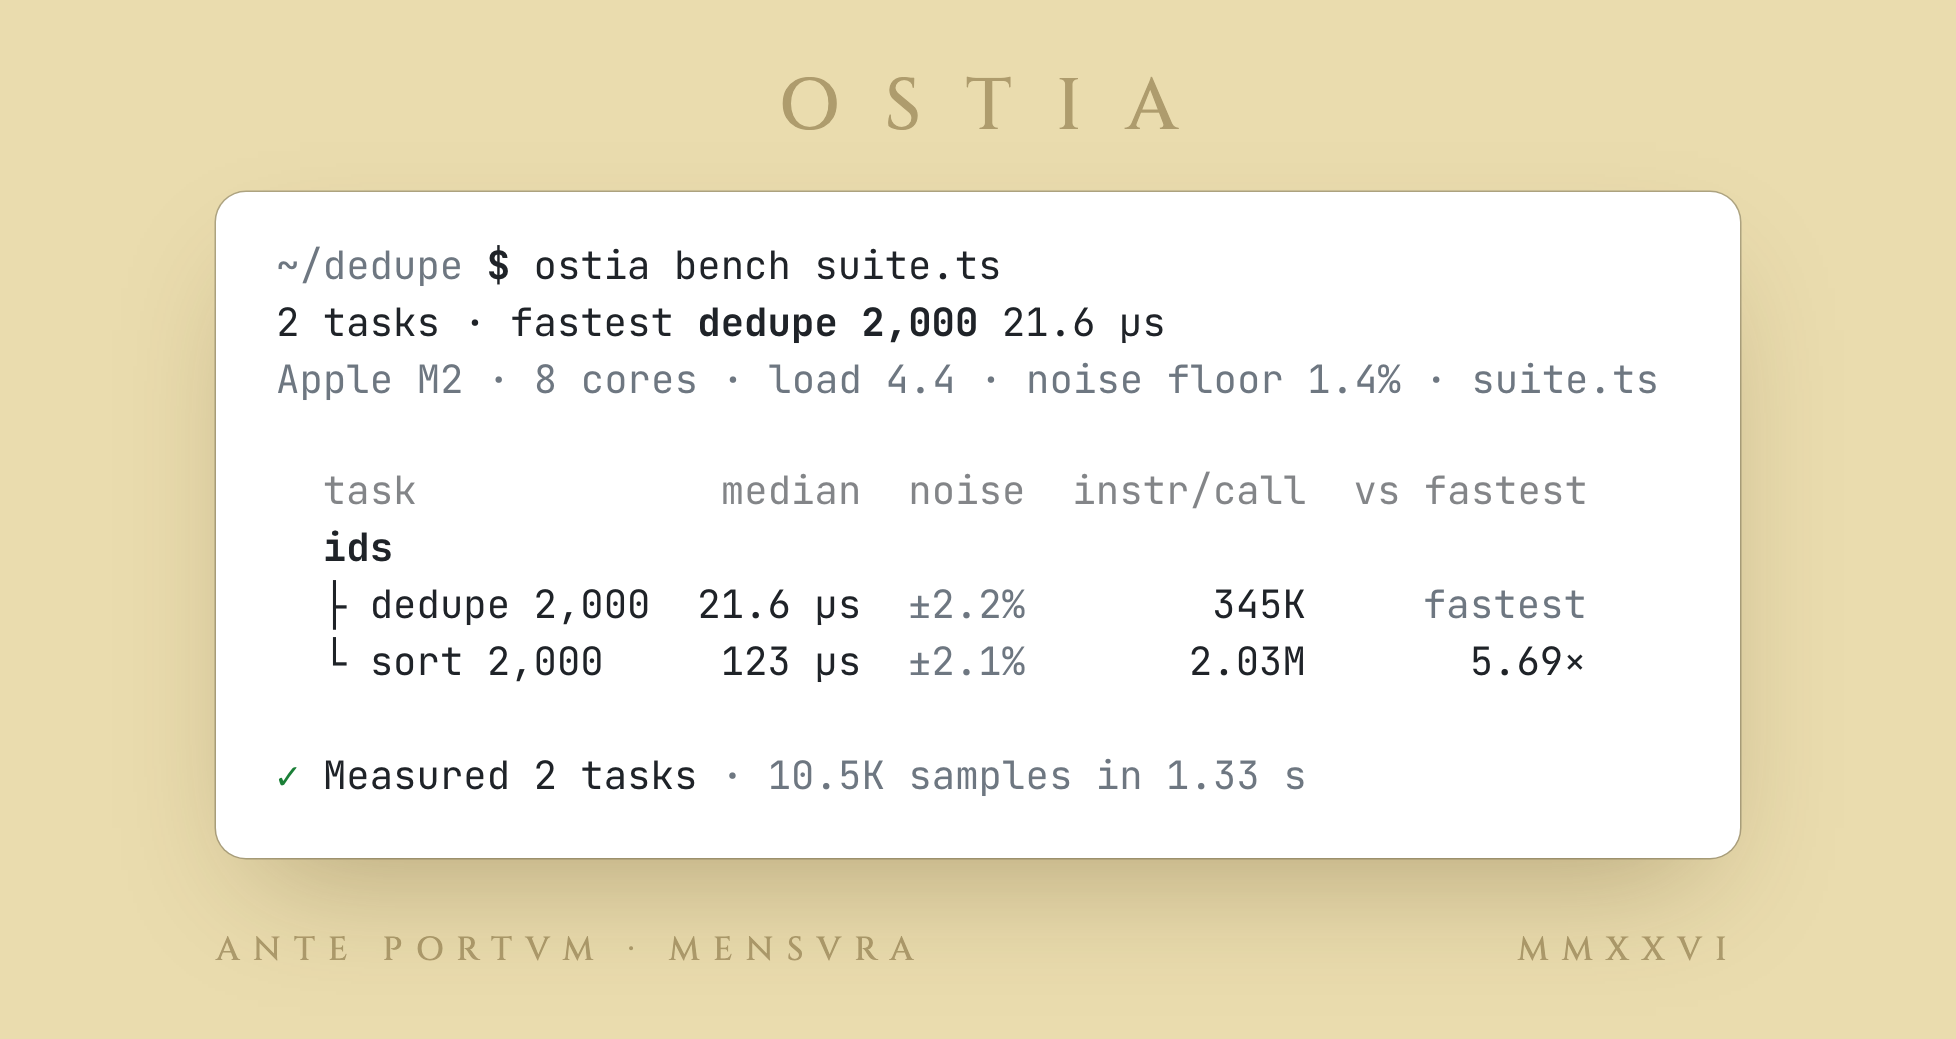 OSTIA
~/dedupe $ ostia bench suite.ts
2 tasks · fastest dedupe 2,000 21.6 µs
Apple M2 · 8 cores · load 4.4 · noise floor 1.4% · suite.ts
task median noise instr/call vs fastest
ids
├ dedupe 2,000 21.6 µs ±2.2% 345K fastest
└ sort 2,000 123 µs ±2.1% 2.03M 5.69×
✓ Measured 2 tasks · 10.5K samples in 1.33 s
ANTE PORTVM · MENSVRA MMXXVI